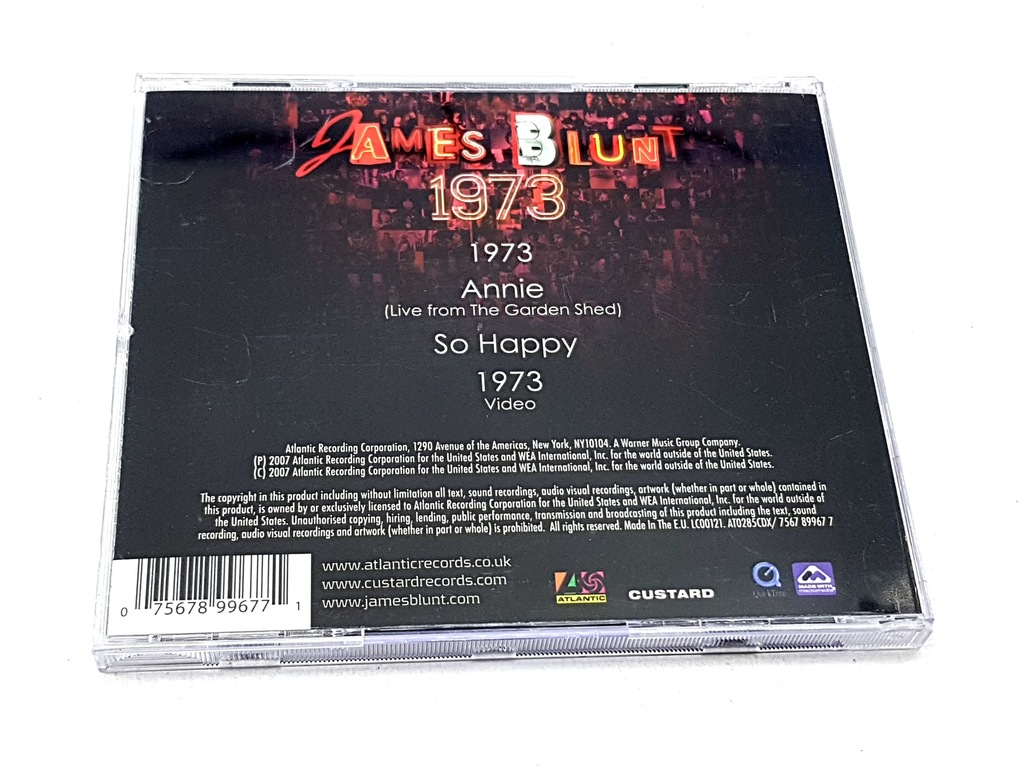 JAMES BLUNT
1973
1973
Annie
(Live from The Garden Shed)
So Happy
1973
Video
Atlantic Recording Corporation, 1290 Avenue of the Americas, New York, NY10104. A Warner Music Group Company.
(P) 2007 Atlantic Recording Corporation for the United States and WEA International, Inc. for the world outside of the United States.
(C) 2007 Atlantic Recording Corporation for the United States and WEA International, Inc. for the world outside of the United States.
The copyright in this product including without limitation all text, sound recordings, audio visual recordings, artwork (whether in part or whole) contained in
this product, is owned by or exclusively licensed to Atlantic Recording Corporation for the United States and WEA International, Inc. for the world outside of
the United States. Unauthorised copying, hiring, lending, public performance, transmission and broadcasting of this product including the text, sound
recording, audio visual recordings and artwork (whether in part or whole) is prohibited. All rights reserved. Made In The E.U. LC00121. AT0285CDX/ 7567 89967 7
0 75678 99677 1
www.atlanticrecords.co.uk
www.custardrecords.com
www.jamesblunt.com
ATLANTIC
CUSTARD
QuickTime
MADE WITH
macromedia